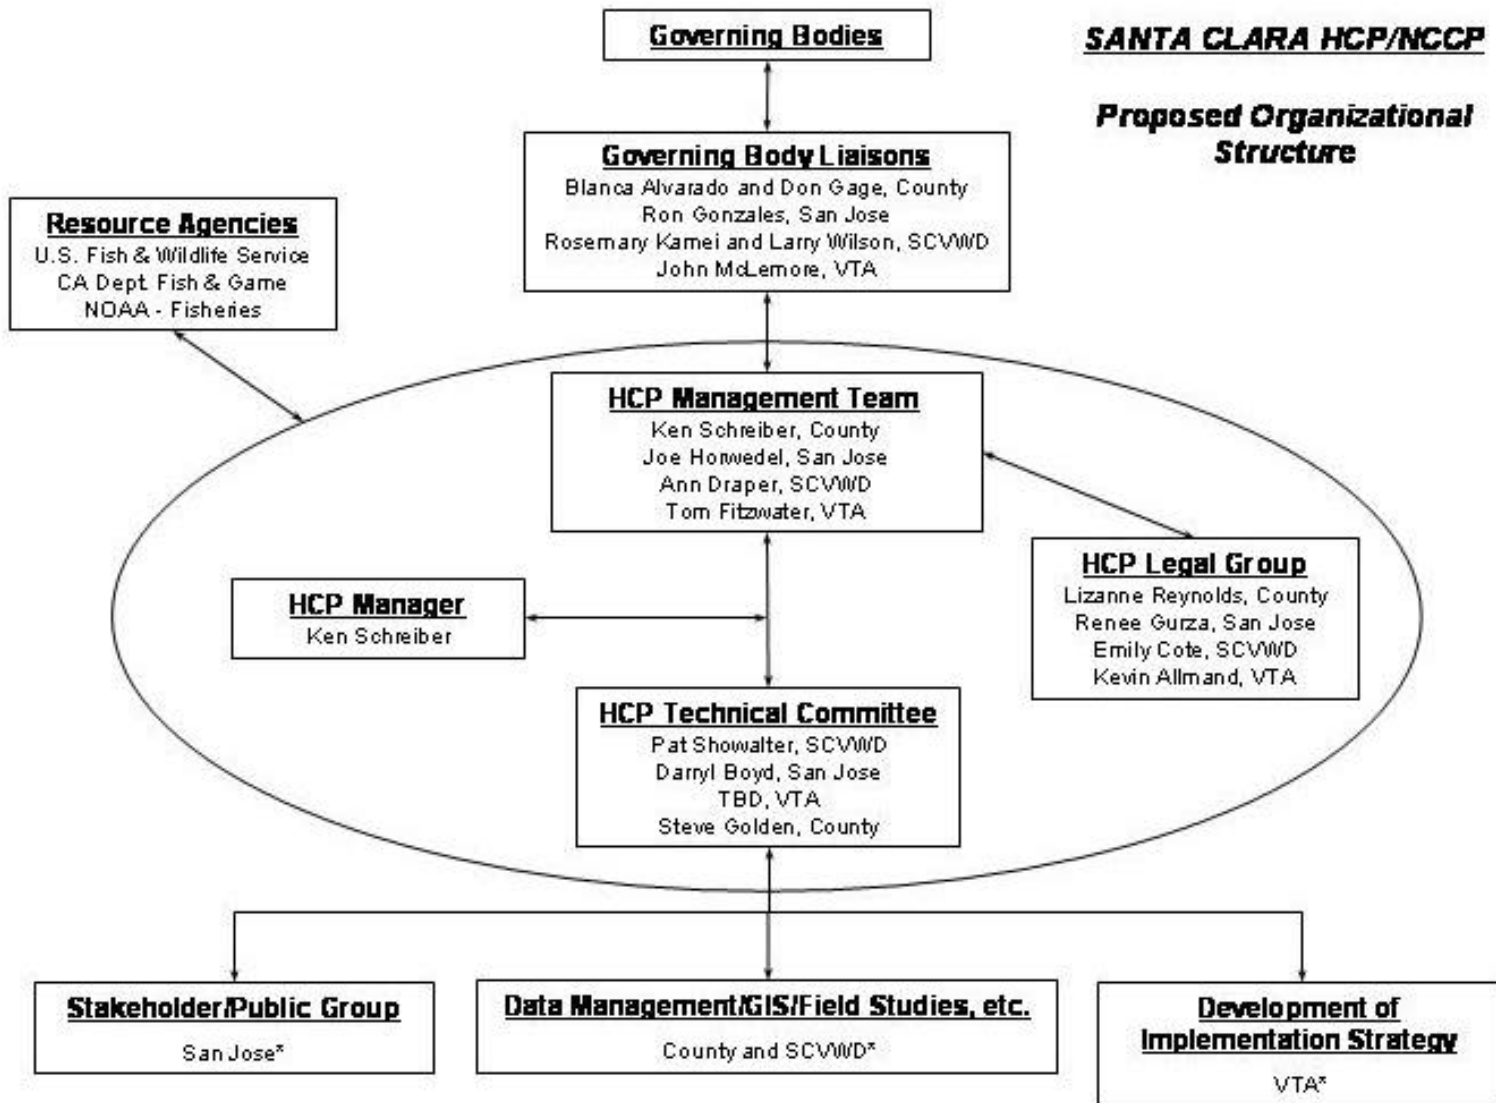 Governing Bodies
SANTA CLARA HCP/NCCP
Proposed Organizational
Structure
Governing Body Liaisons
Blanca Alvarado and Don Gage, County
Ron Gonzales, San Jose
Rosemary Kamei and Larry Wilson, SCVWD
John McLemore, VTA
Resource Agencies
U.S. Fish & Wildlife Service
CA Dept. Fish & Game
NOAA - Fisheries
HCP Management Team
Ken Schreiber, County
Joe Horwedel, San Jose
Ann Draper, SCVWD
Tom Fitzwater, VTA
HCP Legal Group
Lizanne Reynolds, County
Renee Gurza, San Jose
Emily Cote, SCVWD
Kevin Allmand, VTA
HCP Manager
Ken Schreiber
HCP Technical Committee
Pat Showalter, SCVWD
Darryl Boyd, San Jose
TBD, VTA
Steve Golden, County
Stakeholder/Public Group
San Jose*
Data Management/GIS/Field Studies, etc.
County and SCVWD*
Development of
Implementation Strategy
VTA*